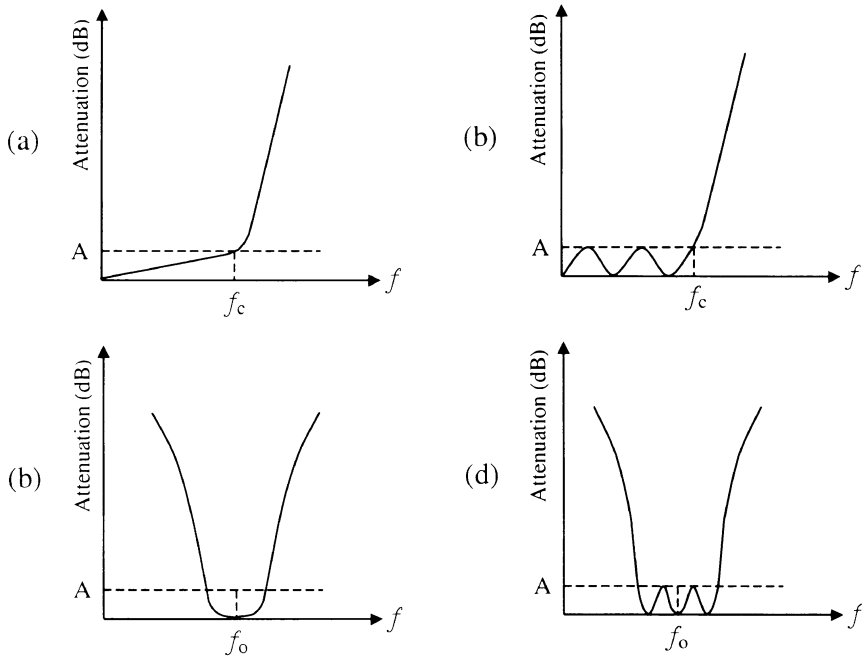 (a)
Attenuation (dB)
A
f
fc
(b)
Attenuation (dB)
A
f
fc
(b)
Attenuation (dB)
A
f
fo
(d)
Attenuation (dB)
A
f
fo